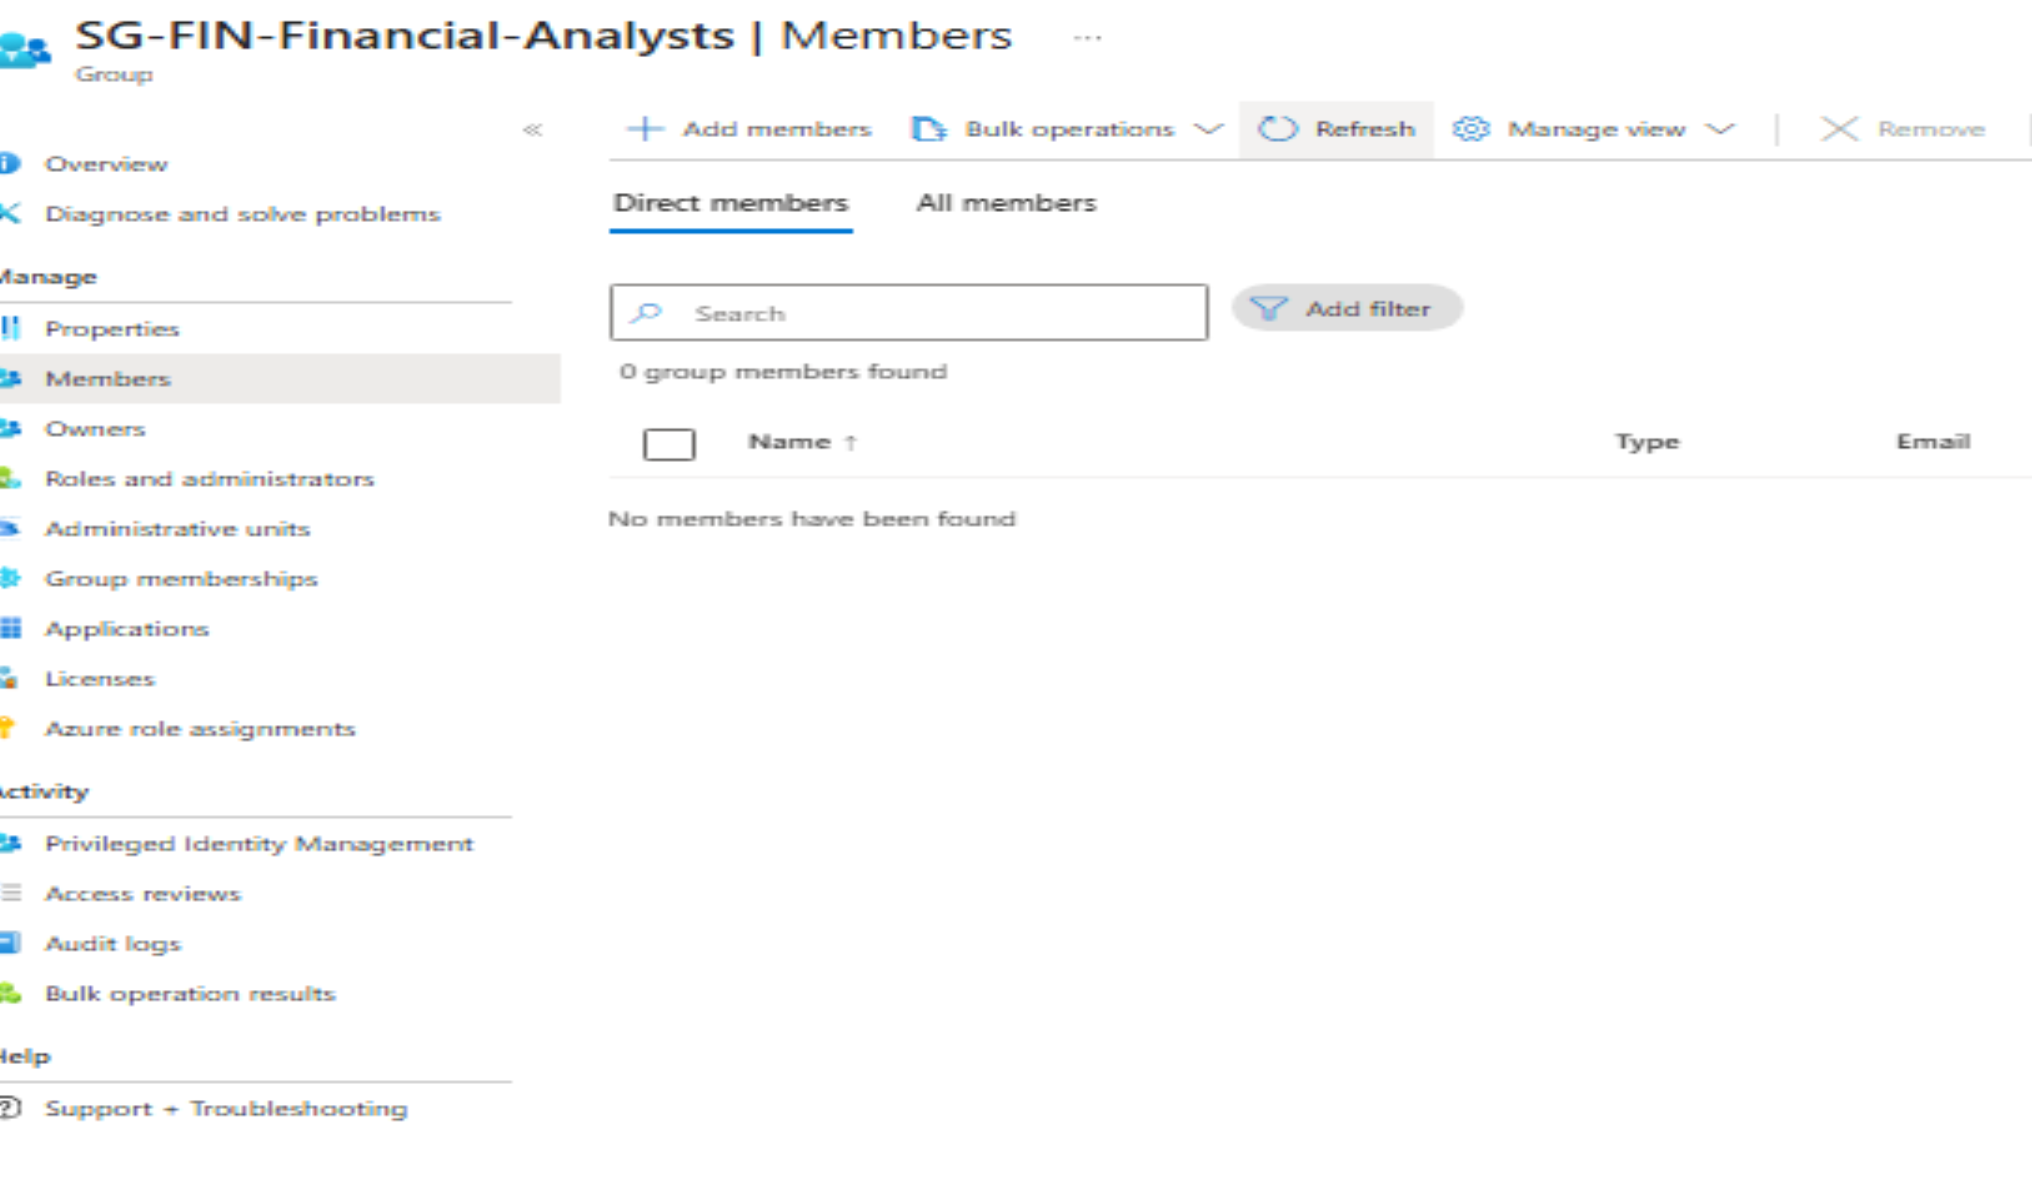 SG-FIN-Financial-Analysts | Members ...
Group
«
Overview
Diagnose and solve problems
Manage
Properties
Members
Owners
Roles and administrators
Administrative units
Group memberships
Applications
Licenses
Azure role assignments
Activity
Privileged Identity Management
Access reviews
Audit logs
Bulk operation results
Help
Support + Troubleshooting
+ Add members Bulk operations Refresh Manage view | Remove
Direct members All members
Search Add filter
0 group members found
Name ↑ Type Email
No members have been found